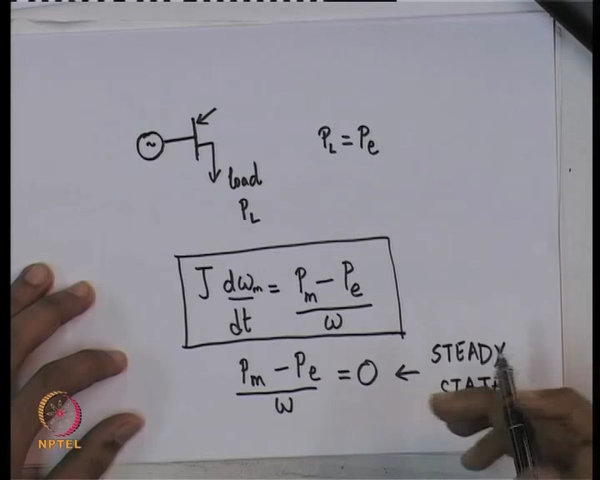 ~
load
P_L
P_L = P_e
J dω_m/dt = (P_m − P_e)/ω
(P_m − P_e)/ω = 0 ← STEADY
NPTEL